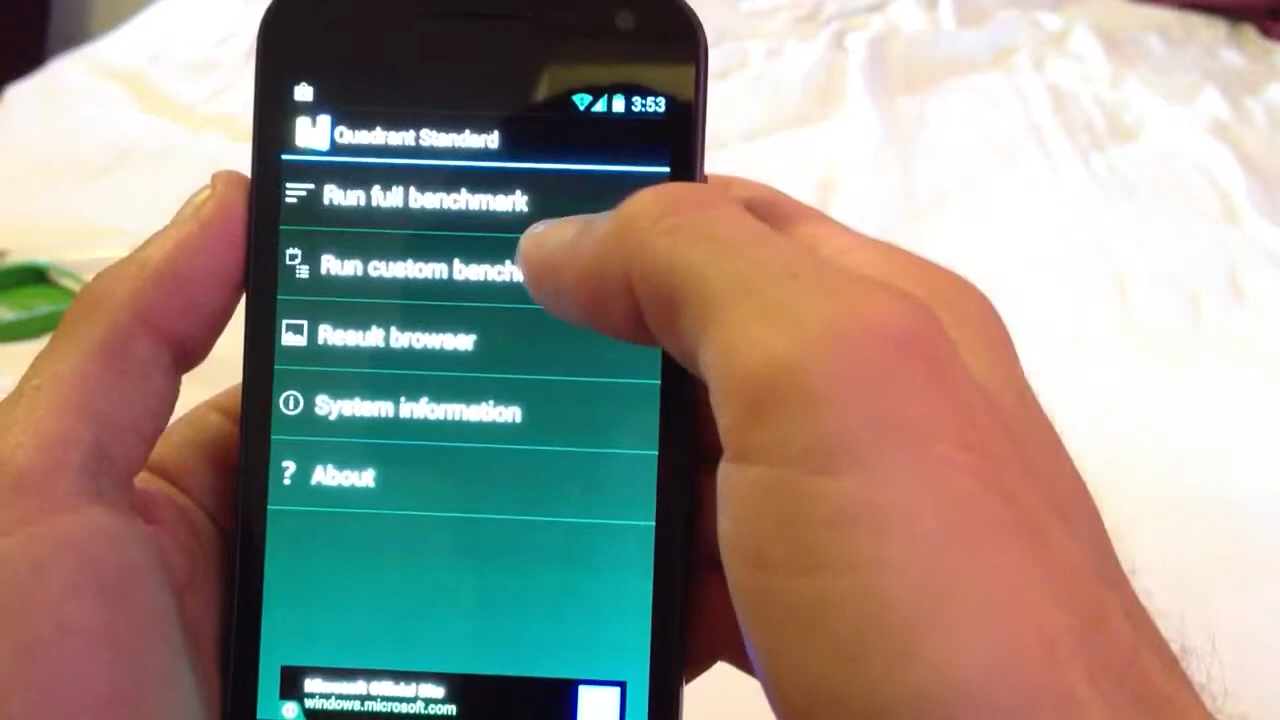 3:53
Quadrant Standard
Run full benchmark
Run custom bench
Result browser
System information
? About
Microsoft Official Site
windows.microsoft.com